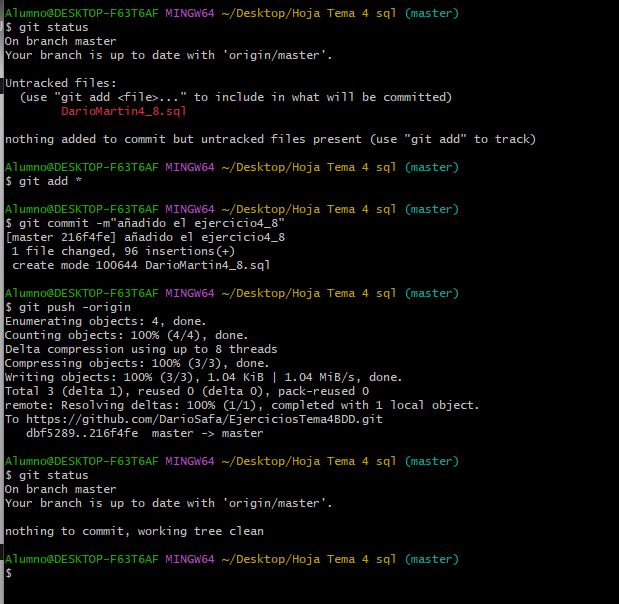 Alumno@DESKTOP-F63T6AF MINGW64 ~/Desktop/Hoja Tema 4 sql (master)
$ git status
On branch master
Your branch is up to date with 'origin/master'.
Untracked files:
(use "git add <file>..." to include in what will be committed)
DarioMartin4_8.sql
nothing added to commit but untracked files present (use "git add" to track)
Alumno@DESKTOP-F63T6AF MINGW64 ~/Desktop/Hoja Tema 4 sql (master)
$ git add *
Alumno@DESKTOP-F63T6AF MINGW64 ~/Desktop/Hoja Tema 4 sql (master)
$ git commit -m"añadido el ejercicio4_8"
[master 216f4fe] añadido el ejercicio4_8
1 file changed, 96 insertions(+)
create mode 100644 DarioMartin4_8.sql
Alumno@DESKTOP-F63T6AF MINGW64 ~/Desktop/Hoja Tema 4 sql (master)
$ git push -origin
Enumerating objects: 4, done.
Counting objects: 100% (4/4), done.
Delta compression using up to 8 threads
Compressing objects: 100% (3/3), done.
Writing objects: 100% (3/3), 1.04 KiB | 1.04 MiB/s, done.
Total 3 (delta 1), reused 0 (delta 0), pack-reused 0
remote: Resolving deltas: 100% (1/1), completed with 1 local object.
To https://github.com/DarioSafa/EjerciciosTema4BDD.git
dbf5289..216f4fe  master -> master
Alumno@DESKTOP-F63T6AF MINGW64 ~/Desktop/Hoja Tema 4 sql (master)
$ git status
On branch master
Your branch is up to date with 'origin/master'.
nothing to commit, working tree clean
Alumno@DESKTOP-F63T6AF MINGW64 ~/Desktop/Hoja Tema 4 sql (master)
$